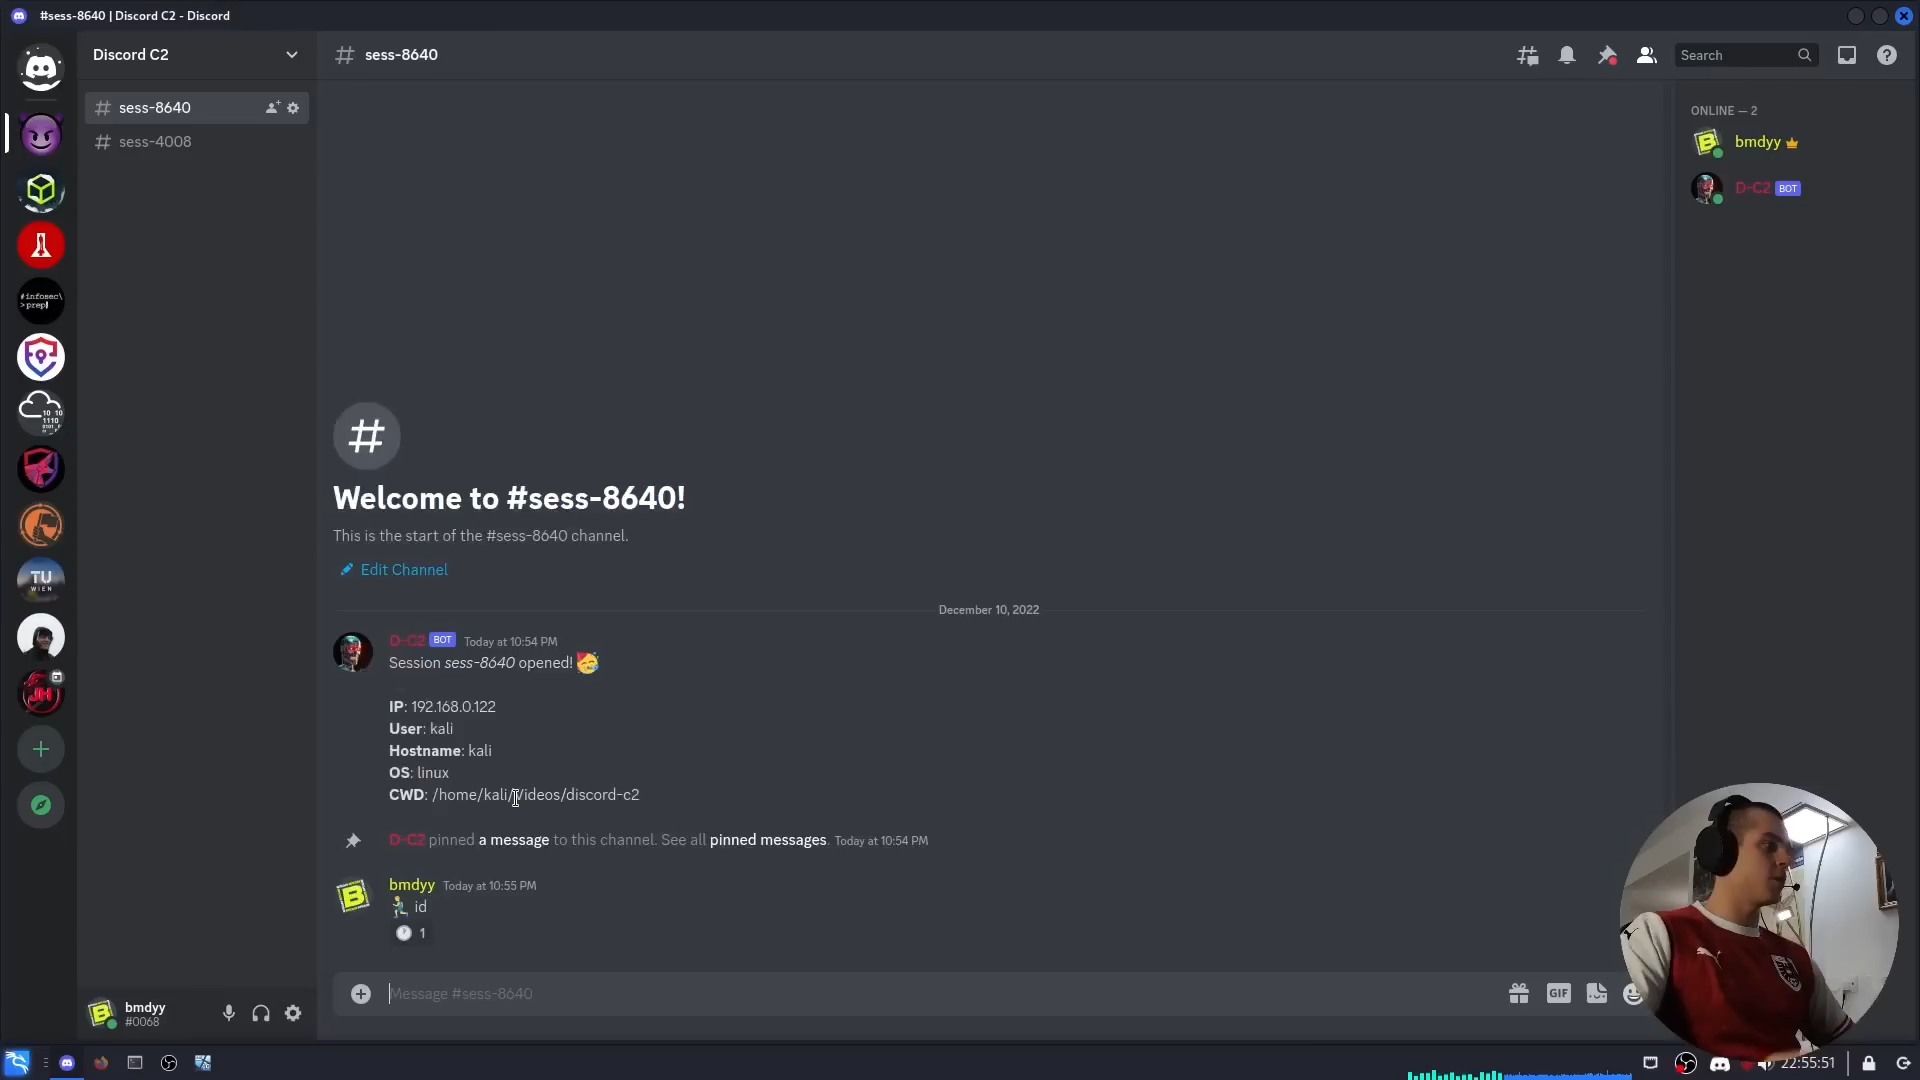 #sess-8640 | Discord C2 - Discord
Discord C2
sess-8640
Search
sess-8640
sess-4008
#infosec\
>prep
TU
WIEN
Welcome to #sess-8640!
This is the start of the #sess-8640 channel.
Edit Channel
December 10, 2022
D-C2 BOT Today at 10:54 PM
Session sess-8640 opened! 🥳
IP: 192.168.0.122
User: kali
Hostname: kali
OS: linux
CWD: /home/kali/Videos/discord-c2
D-C2 pinned a message to this channel. See all pinned messages. Today at 10:54 PM
bmdyy Today at 10:55 PM
🏃 id
🕐 1
Message #sess-8640
GIF
ONLINE — 2
bmdyy
D-C2 BOT
bmdyy
#0068
22:55:51